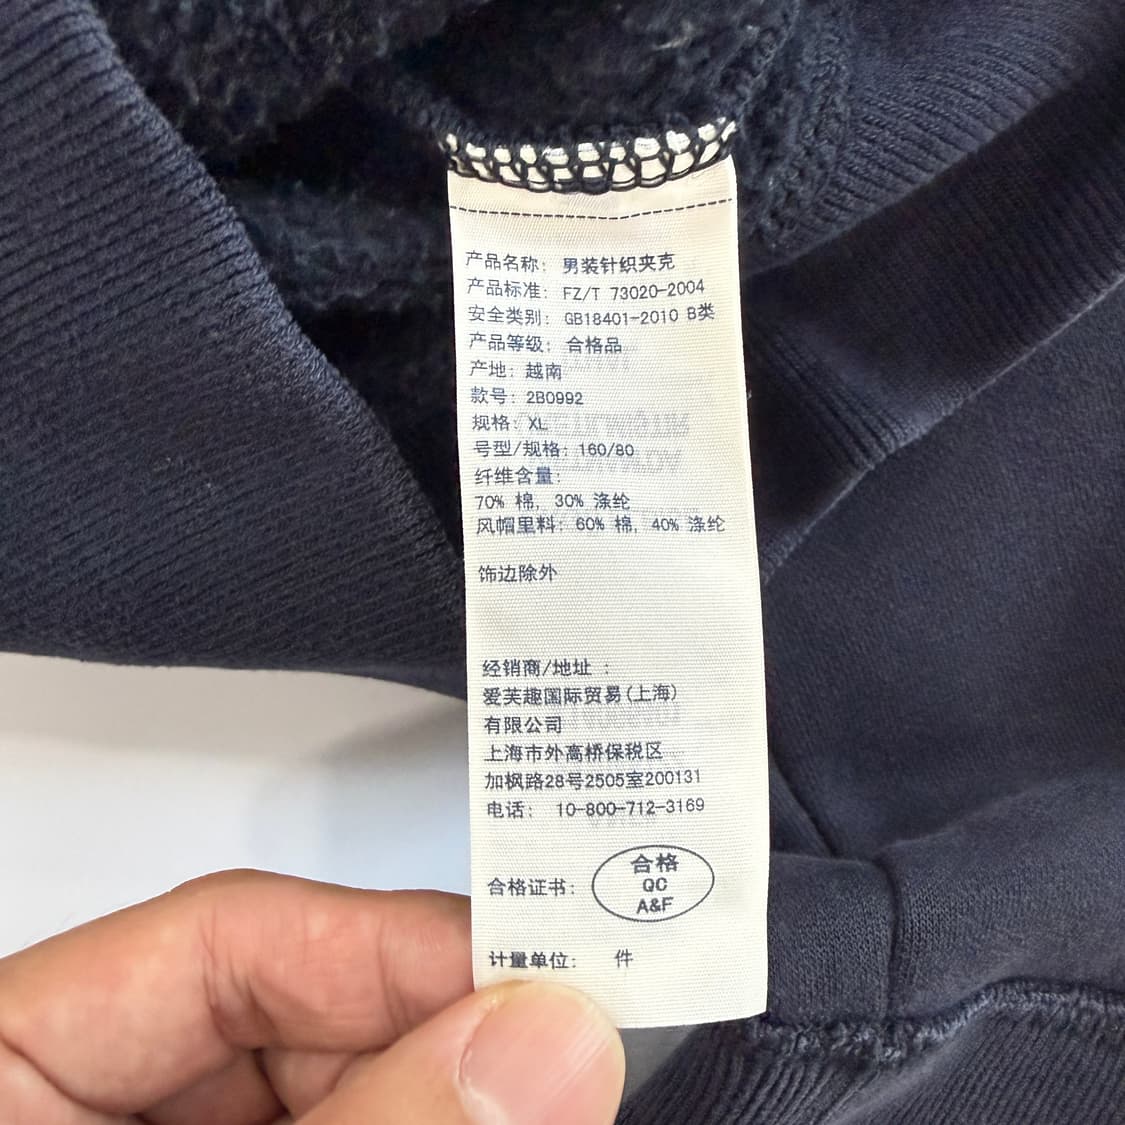 产品名称: 男装针织夹克
产品标准: FZ/T 73020-2004
安全类别: GB18401-2010 B类
产品等级: 合格品
产地: 越南
款号: 2B0992
规格: XL
号型/规格: 160/80
纤维含量:
70% 棉, 30% 涤纶
风帽里料: 60% 棉, 40% 涤纶
饰边除外
经销商/地址 :
爱芙趣国际贸易(上海)
有限公司
上海市外高桥保税区
加枫路28号2505室200131
电话: 10-800-712-3169
合格证书:
合格
QC
A&F
计量单位: 件